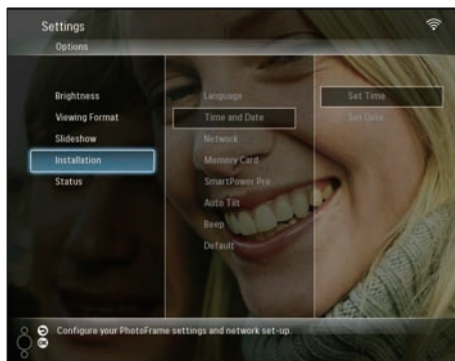 Settings
Options
Brightness
Viewing Format
Slideshow
Installation
Status
Language
Time and Date
Network
Memory Card
SmartPower Pro
Auto Tilt
Beep
Default
Set Time
Set Date
OK
Configure your PhotoFrame settings and network set-up.